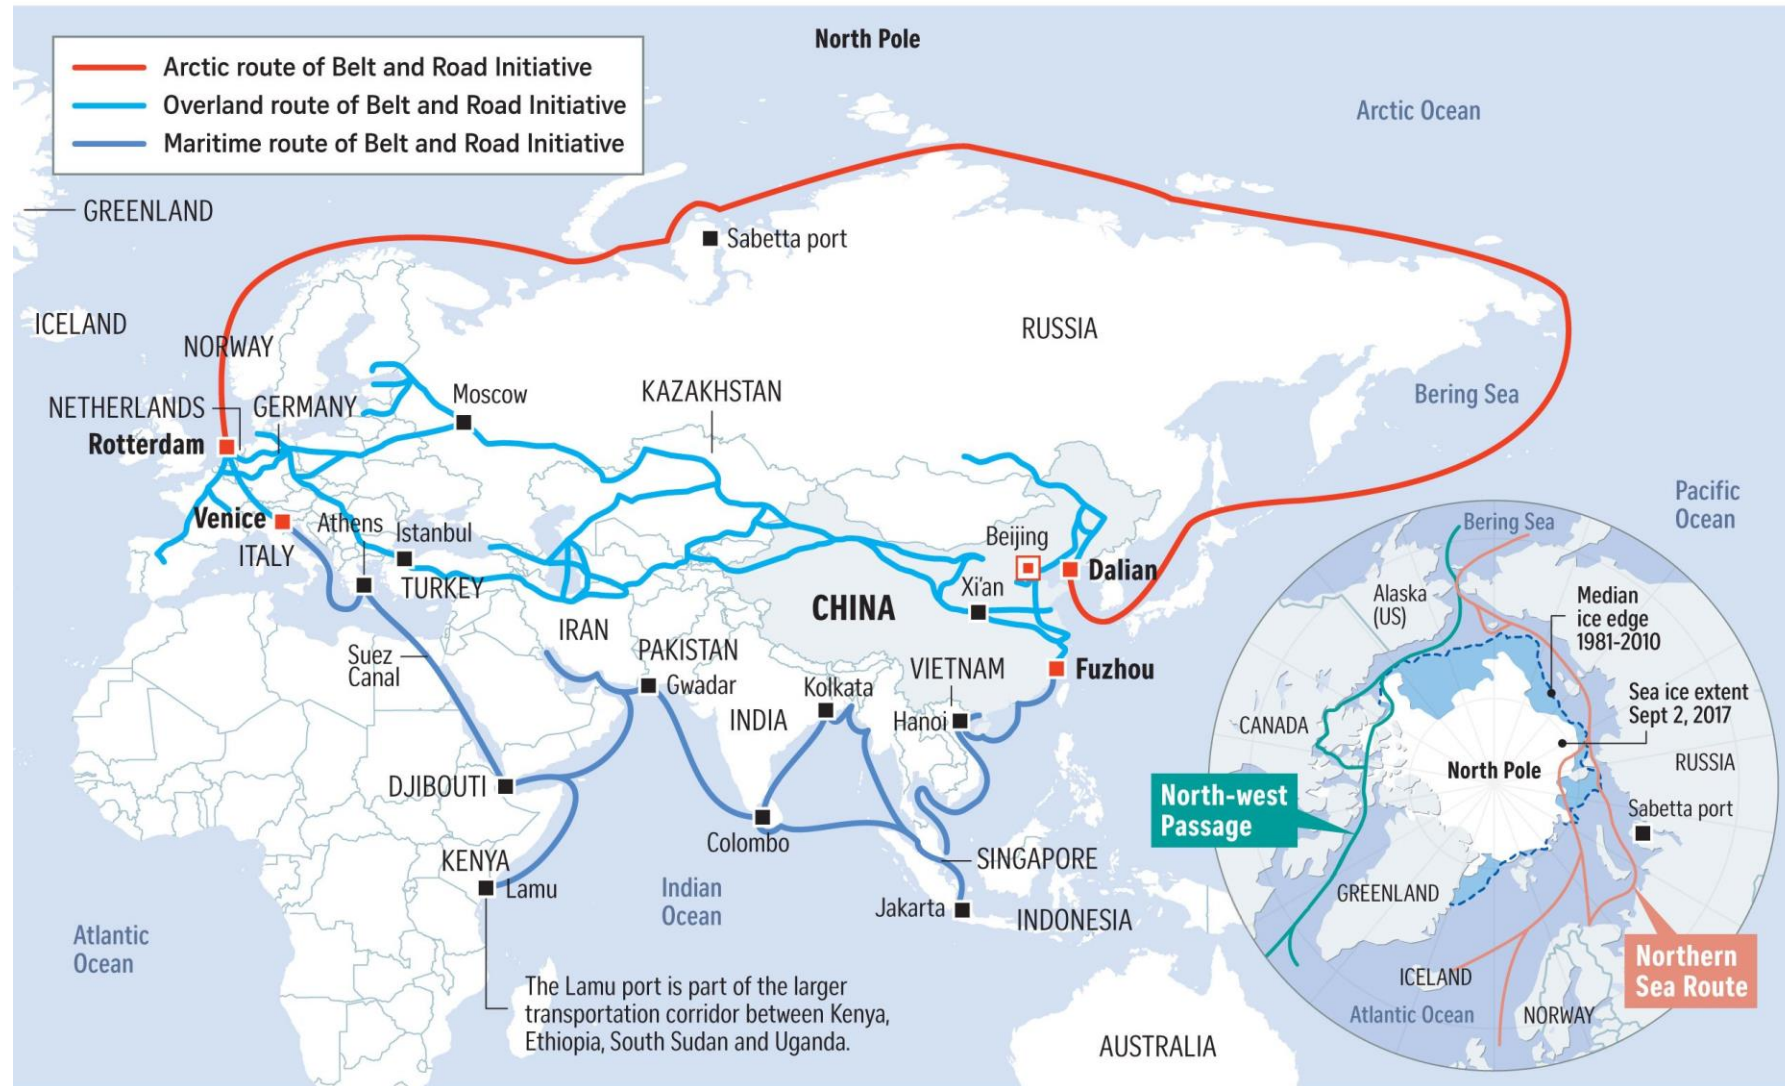 North Pole
Arctic route of Belt and Road Initiative
Overland route of Belt and Road Initiative
Maritime route of Belt and Road Initiative
Arctic Ocean
GREENLAND
Sabetta port
ICELAND
NORWAY
RUSSIA
KAZAKHSTAN
Moscow
Bering Sea
NETHERLANDS
GERMANY
Rotterdam
Pacific
Ocean
Venice
Athens
Istanbul
ITALY
TURKEY
Beijing
Dalian
Xi'an
CHINA
IRAN
Suez
Canal
PAKISTAN
Gwadar
Kolkata
VIETNAM
Fuzhou
INDIA
Hanoi
DJIBOUTI
Colombo
SINGAPORE
KENYA
Lamu
Indian
Ocean
Jakarta
INDONESIA
Atlantic
Ocean
The Lamu port is part of the larger
transportation corridor between Kenya,
Ethiopia, South Sudan and Uganda.
AUSTRALIA
Bering Sea
Alaska
(US)
Median
ice edge
1981-2010
Sea ice extent
Sept 2, 2017
CANADA
North Pole
RUSSIA
North-west
Passage
Sabetta port
GREENLAND
Northern
Sea Route
ICELAND
Atlantic Ocean
NORWAY